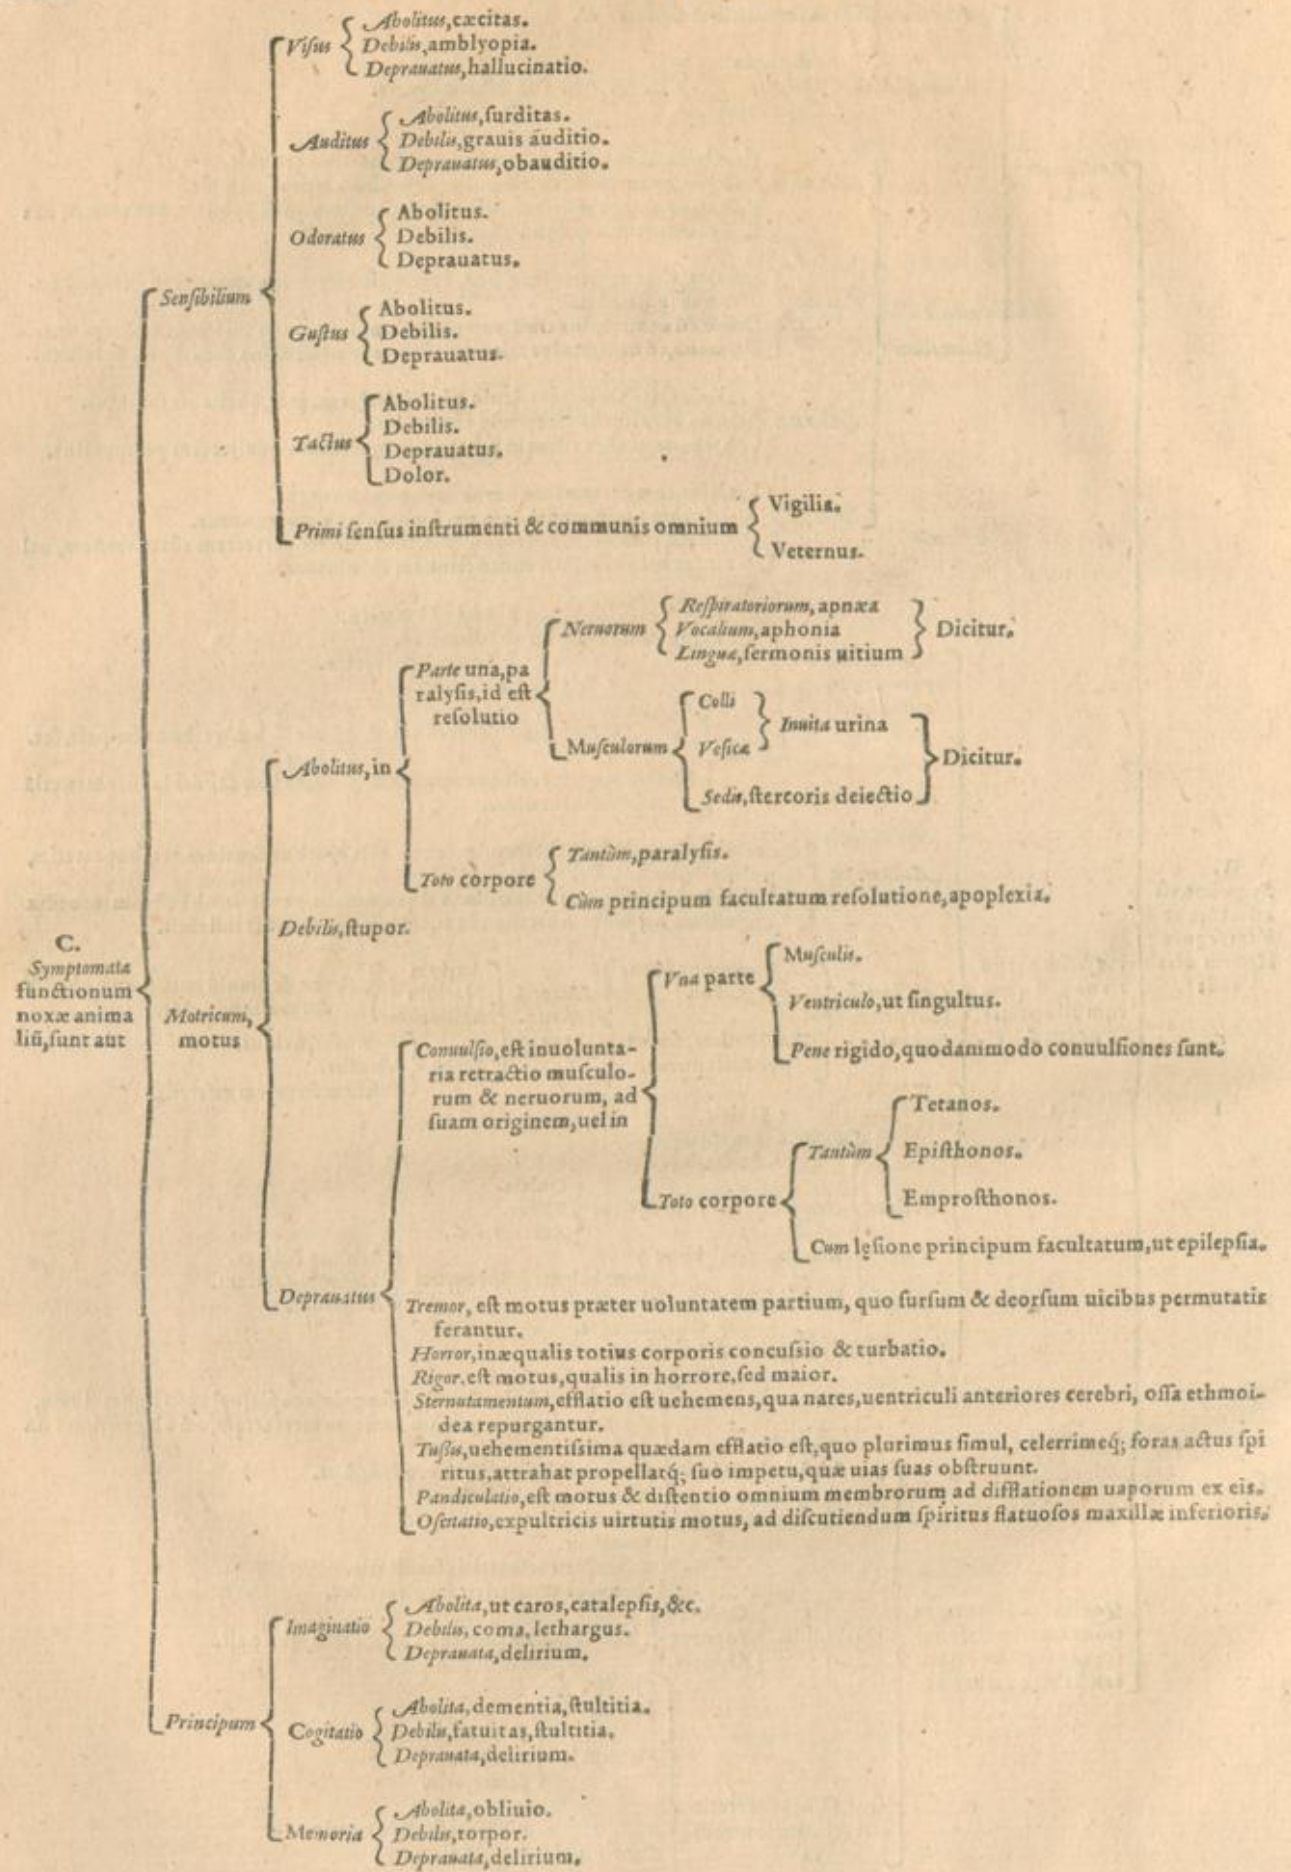 Viſus
Abolitus, cæcitas.
Debilis, amblyopia.
Deprauatus, hallucinatio.
Auditus
Abolitus, ſurditas.
Debilis, grauis auditio.
Deprauatus, obauditio.
Odoratus
Abolitus.
Debilis.
Deprauatus.
Senſibilium
Guſtus
Abolitus.
Debilis.
Deprauatus.
Tactus
Abolitus.
Debilis.
Deprauatus.
Dolor.
Primi ſenſus inſtrumenti & communis omnium
Vigilia.
Veternus.
Neruorum
Reſpiratoriorum, apnæa
Vocalium, aphonia
Linguæ, ſermonis uitium
Dicitur.
Parte una, pa
ralyſis, id eſt
reſolutio
Muſculorum
Colli
Veſicæ
Inuita urina
Sedis, ſtercoris deiectio
Dicitur.
Abolitus, in
Toto corpore
Tantùm, paralyſis.
Cùm principum facultatum reſolutione, apoplexia.
Debilis, ſtupor.
C.
Symptomata
functionum
noxæ anima
liũ, ſunt aut
Motricum,
motus
Conuulſio, eſt inuolunta-
ria retractio muſculo-
rum & neruorum, ad
ſuam originem, uel in
Vna parte
Muſculis.
Ventriculo, ut ſingultus.
Pene rigido, quodammodo conuulſiones ſunt.
Toto corpore
Tantùm
Tetanos.
Epiſthonos.
Emproſthonos.
Cum lęſione principum facultatum, ut epilepſia.
Deprauatus
Tremor, eſt motus præter uoluntatem partium, quo ſurſum & deorſum uicibus permutatis
ferantur.
Horror, inæqualis totius corporis concuſsio & turbatio.
Rigor, eſt motus, qualis in horrore, ſed maior.
Sternutamentum, efflatio eſt uehemens, qua nares, uentriculi anteriores cerebri, oſſa ethmoi-
dea repurgantur.
Tuſsis, uehementiſsima quædam efflatio eſt, quo plurimus ſimul, celerrimeq́; foras actus ſpi
ritus, attrahat propellatq́; ſuo impetu, quæ uias ſuas obſtruunt.
Pandiculatio, eſt motus & diſtentio omnium membrorum ad difflationem uaporum ex eis.
Oſcitatio, expultricis uirtutis motus, ad diſcutiendum ſpiritus flatuoſos maxillæ inferioris.
Imaginatio
Abolita, ut caros, catalepſis, &c.
Debilis, coma, lethargus.
Deprauata, delirium.
Principum
Cogitatio
Abolita, dementia, ſtultitia.
Debilis, fatuitas, ſtultitia.
Deprauata, delirium.
Memoria
Abolita, obliuio.
Debilis, torpor.
Deprauata, delirium.